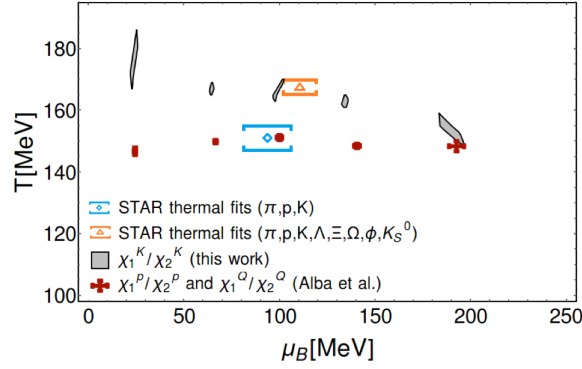 180
160
140
120
100
T[MeV]
STAR thermal fits (π,p,K)
STAR thermal fits (π,p,K,Λ,Ξ,Ω,ϕ,K_S^0)
χ_1^K/χ_2^K (this work)
χ_1^p/χ_2^p and χ_1^Q/χ_2^Q (Alba et al.)
0 50 100 150 200 250
μ_B[MeV]